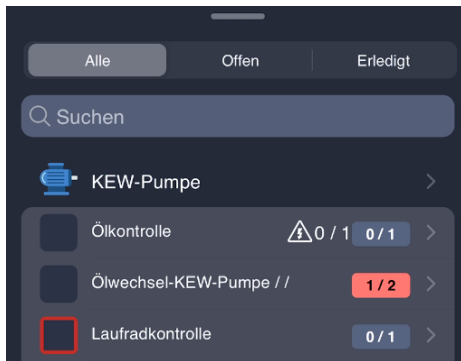 Alle Offen Erledigt
Suchen
KEW-Pumpe
Ölkontrolle 0 / 1 0 / 1
Ölwechsel-KEW-Pumpe / / 1 / 2
Laufradkontrolle 0 / 1